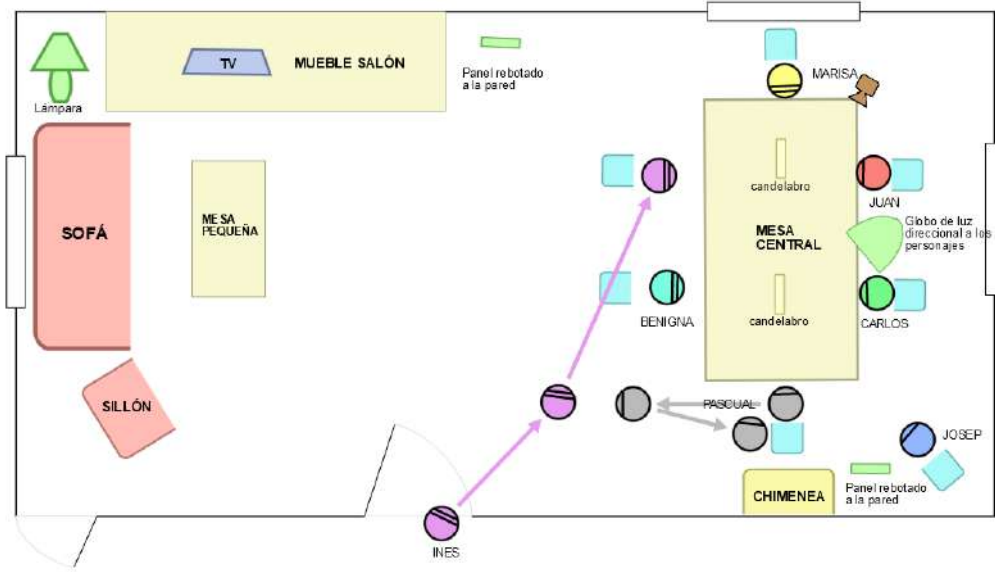 TV
MUEBLE SALÓN
Panel rebotado
a la pared
Lámpara
MARISA
SOFÁ
MESA
PEQUEÑA
candelabro
JUAN
MESA
CENTRAL
Globo de luz
direccional a los
personajes
BENIGNA
candelabro
CARLOS
SILLÓN
PASCUAL
JOSEP
CHIMENEA
Panel rebotado
a la pared
INES